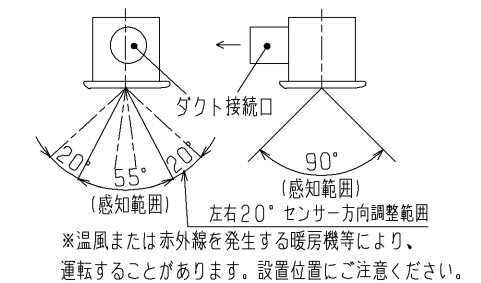 ダクト接続口
20°
55°
20°
(感知範囲)
90°
(感知範囲)
左右20°センサー方向調整範囲
※温風または赤外線を発生する暖房機等により、
運転することがあります。設置位置にご注意ください。